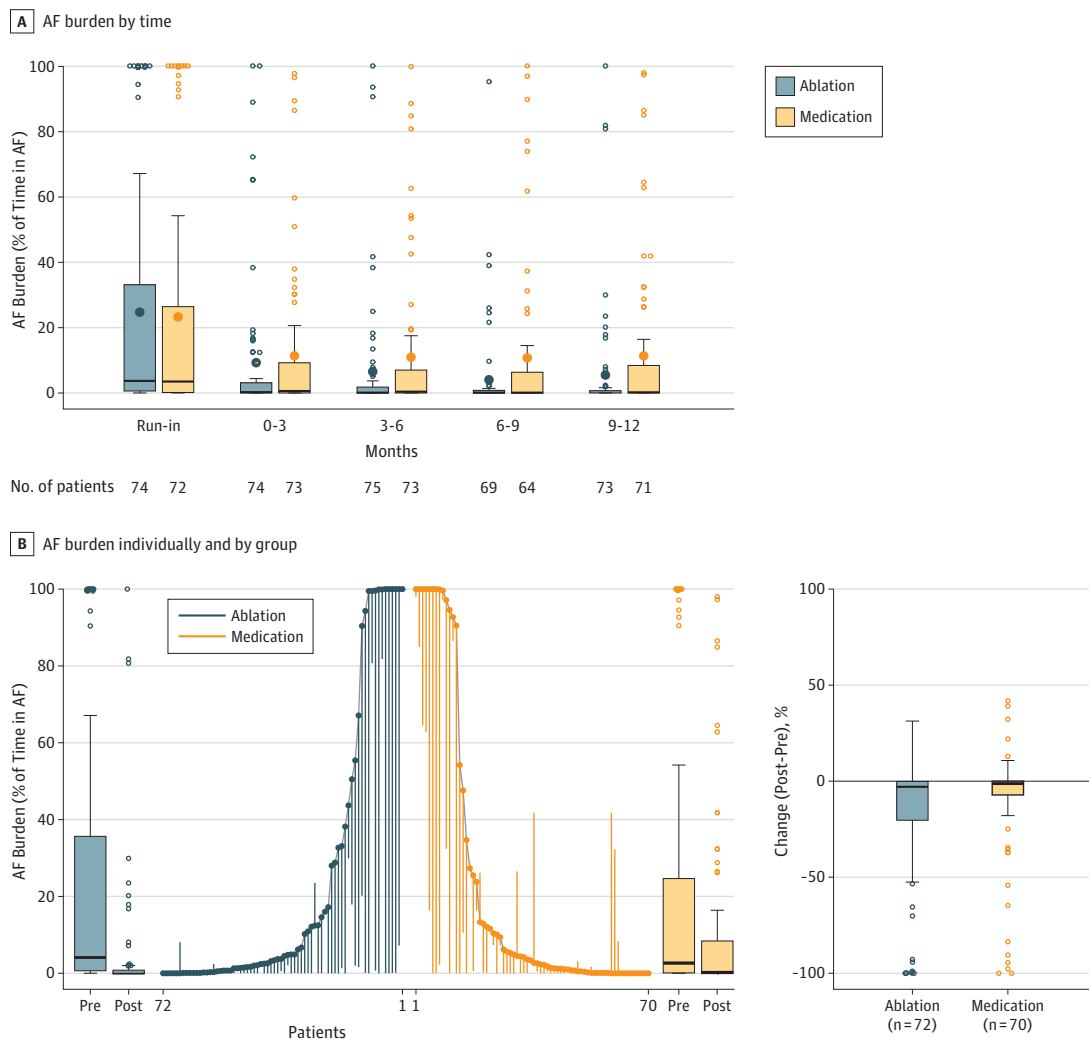 A AF burden by time
100
80
60
40
20
0
AF Burden (% of Time in AF)
Ablation
Medication
Run-in 0-3 3-6 6-9 9-12
Months
No. of patients 74 72 74 73 75 73 69 64 73 71
B AF burden individually and by group
100
80
60
40
20
0
AF Burden (% of Time in AF)
Ablation
Medication
Pre Post 72 1 1 70 Pre Post
Patients
100
50
0
-50
-100
Change (Post-Pre), %
Ablation Medication
(n=72) (n=70)